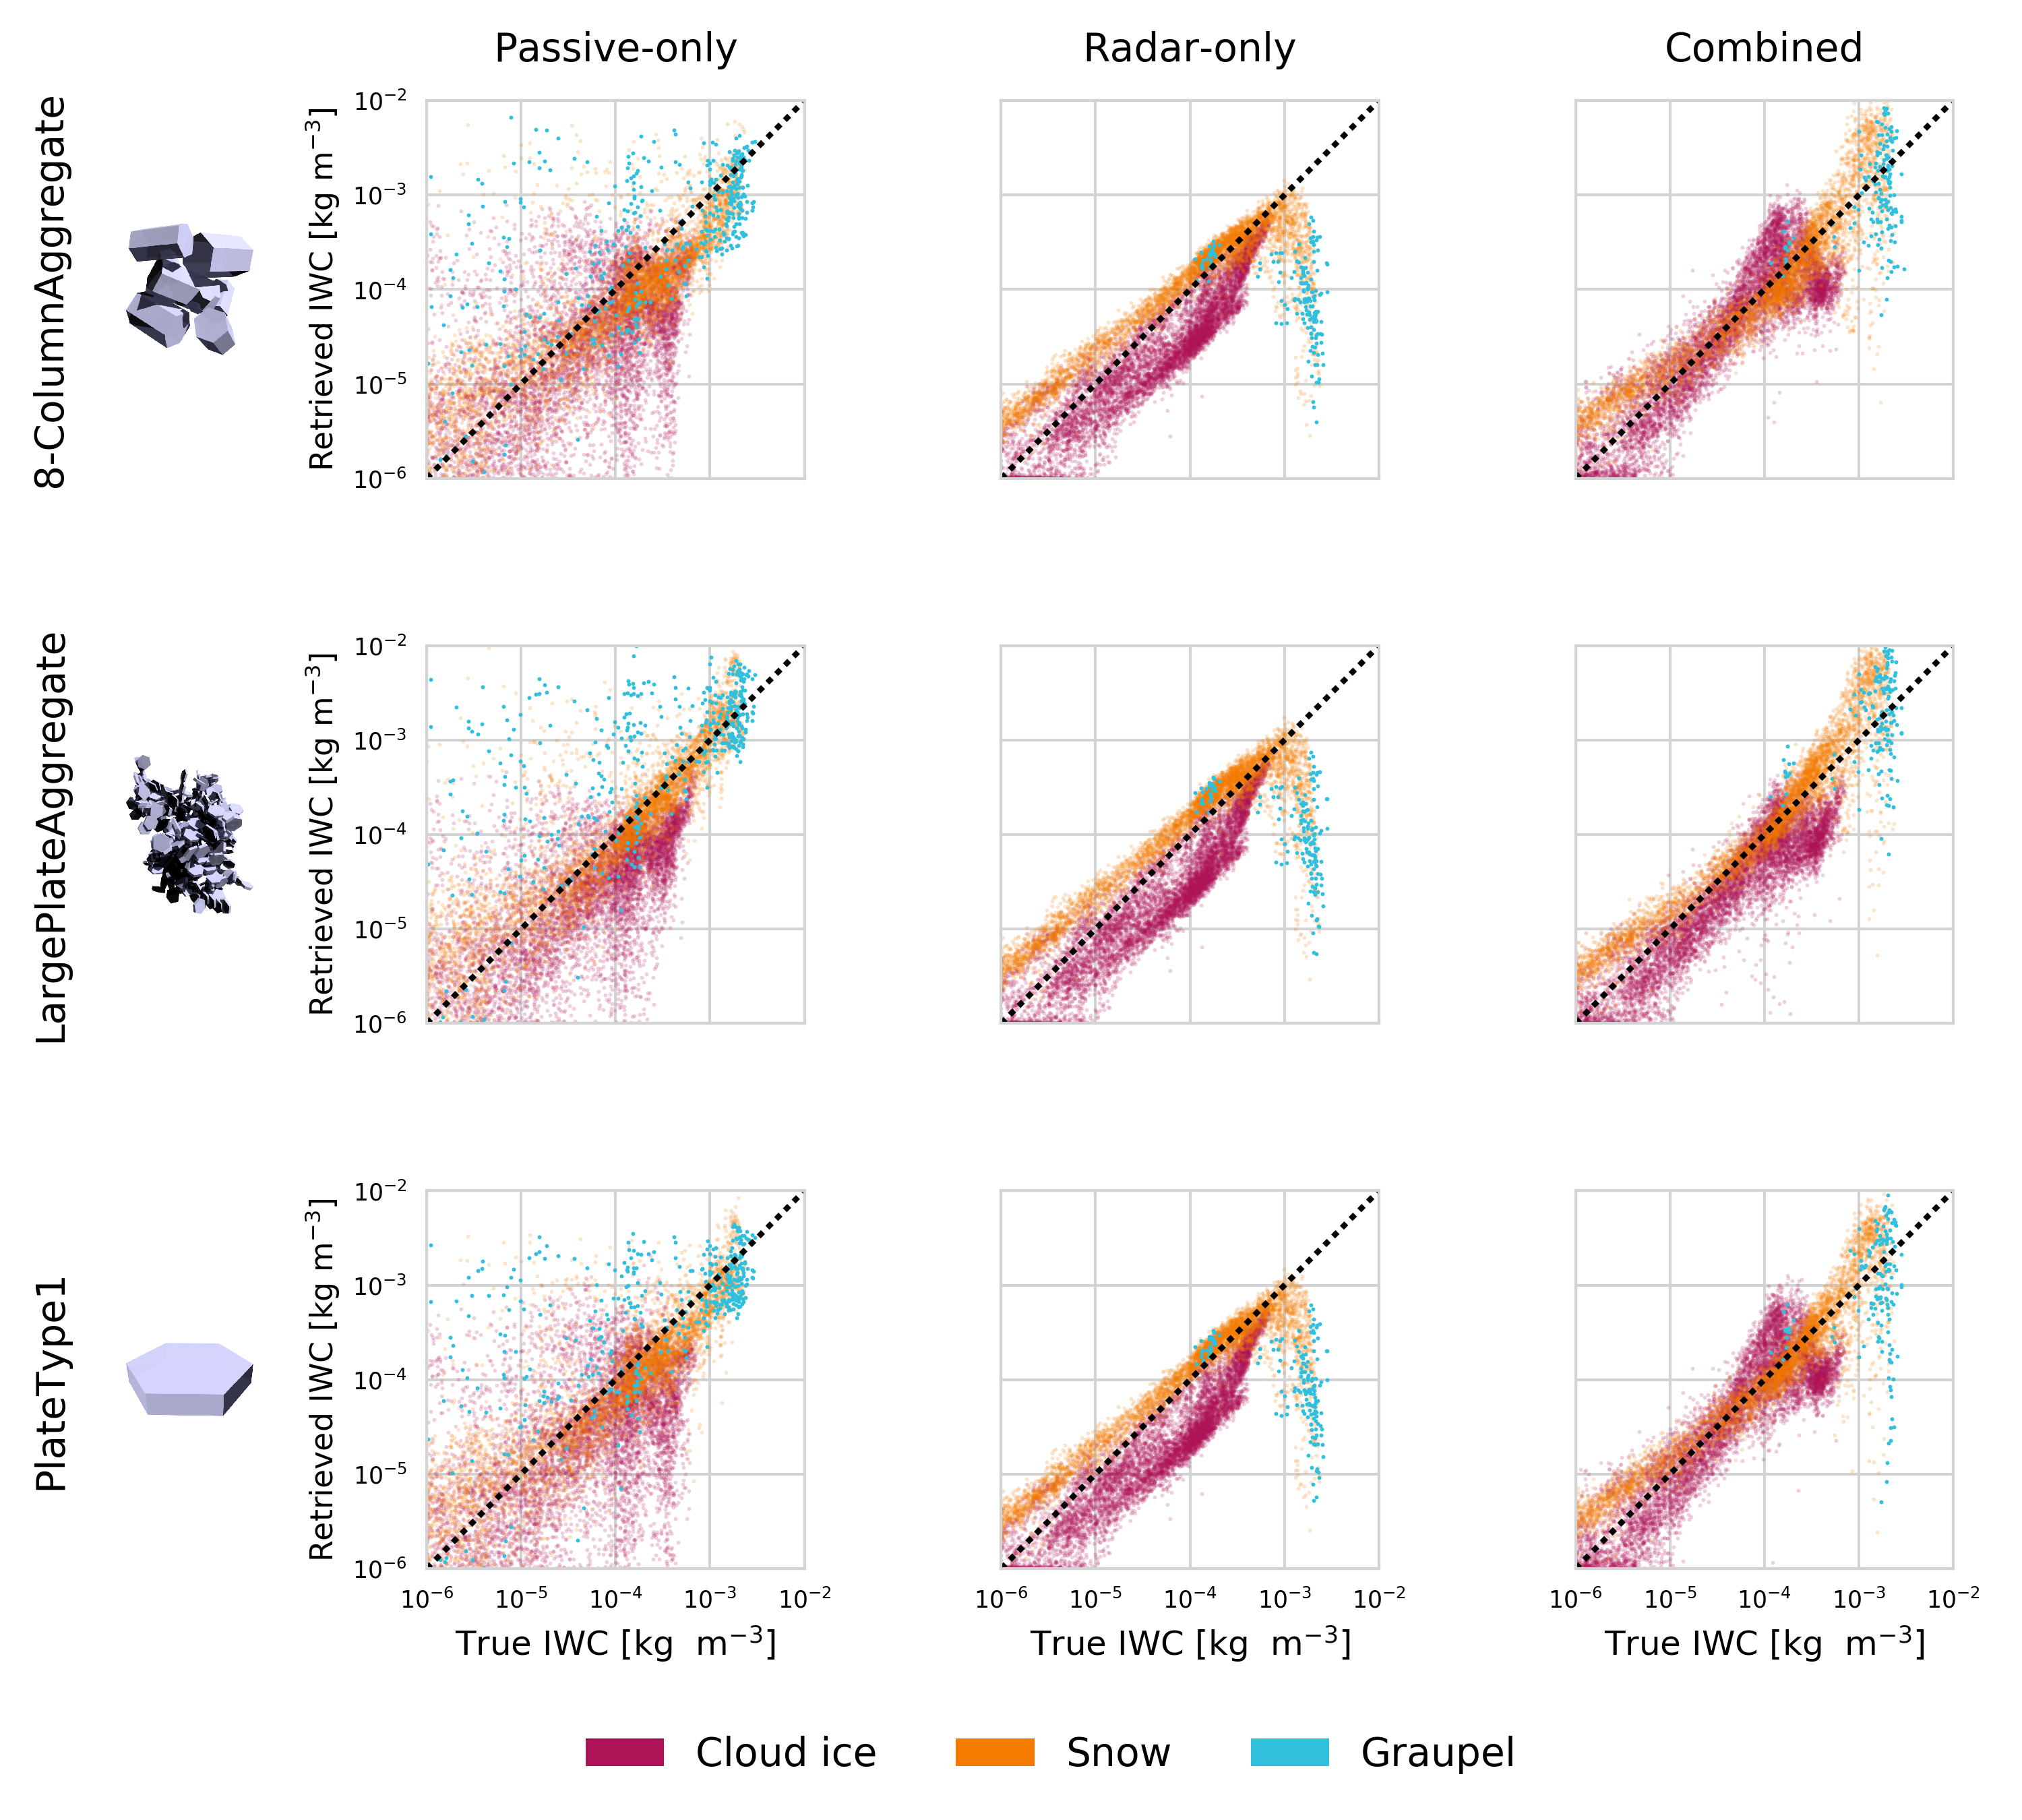 Passive-only Radar-only Combined
8-ColumnAggregate
Retrieved IWC [kg m⁻³]
10⁻²
10⁻³
10⁻⁴
10⁻⁵
10⁻⁶
LargePlateAggregate
Retrieved IWC [kg m⁻³]
10⁻²
10⁻³
10⁻⁴
10⁻⁵
10⁻⁶
PlateType1
Retrieved IWC [kg m⁻³]
10⁻²
10⁻³
10⁻⁴
10⁻⁵
10⁻⁶
10⁻⁶ 10⁻⁵ 10⁻⁴ 10⁻³ 10⁻² 10⁻⁶ 10⁻⁵ 10⁻⁴ 10⁻³ 10⁻² 10⁻⁶ 10⁻⁵ 10⁻⁴ 10⁻³ 10⁻²
True IWC [kg m⁻³] True IWC [kg m⁻³] True IWC [kg m⁻³]
Cloud ice Snow Graupel